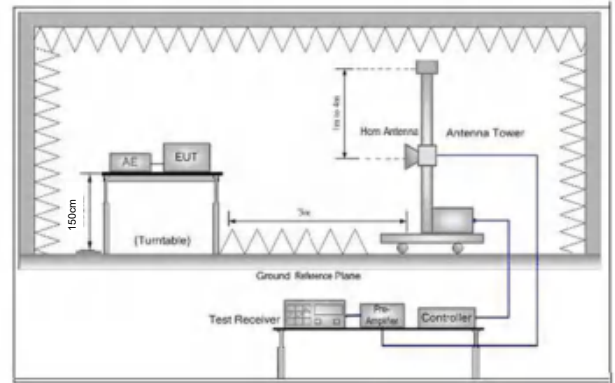 1m to 4m
Horn Antenna
Antenna Tower
AE
EUT
150cm
3m
(Turntable)
Ground Reference Plane
Test Receiver
Pre-
Amplifier
Controller